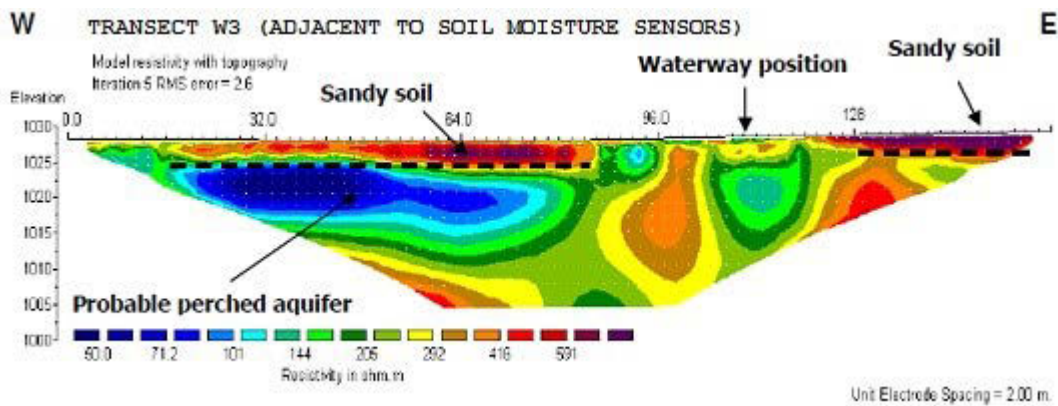 W TRANSECT W3 (ADJACENT TO SOIL MOISTURE SENSORS) E
Model resistivity with topography
Iteration 5 RMS error = 2.6
Sandy soil
Waterway position
Sandy soil
Elevation
0.0 32.0 64.0 96.0 128
1030
1025
1020
1015
1010
1005
1000
Probable perched aquifer
50.0 71.2 101 144 205 292 416 591
Resistivity in ohm.m
Unit Electrode Spacing = 2.00 m.